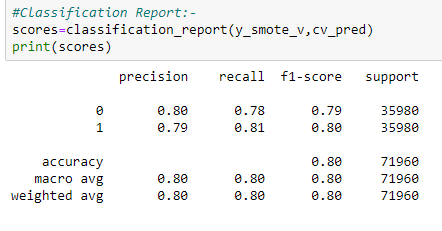 #Classification Report:-
scores=classification_report(y_smote_v,cv_pred)
print(scores)
precision recall f1-score support
0 0.80 0.78 0.79 35980
1 0.79 0.81 0.80 35980
accuracy 0.80 71960
macro avg 0.80 0.80 0.80 71960
weighted avg 0.80 0.80 0.80 71960